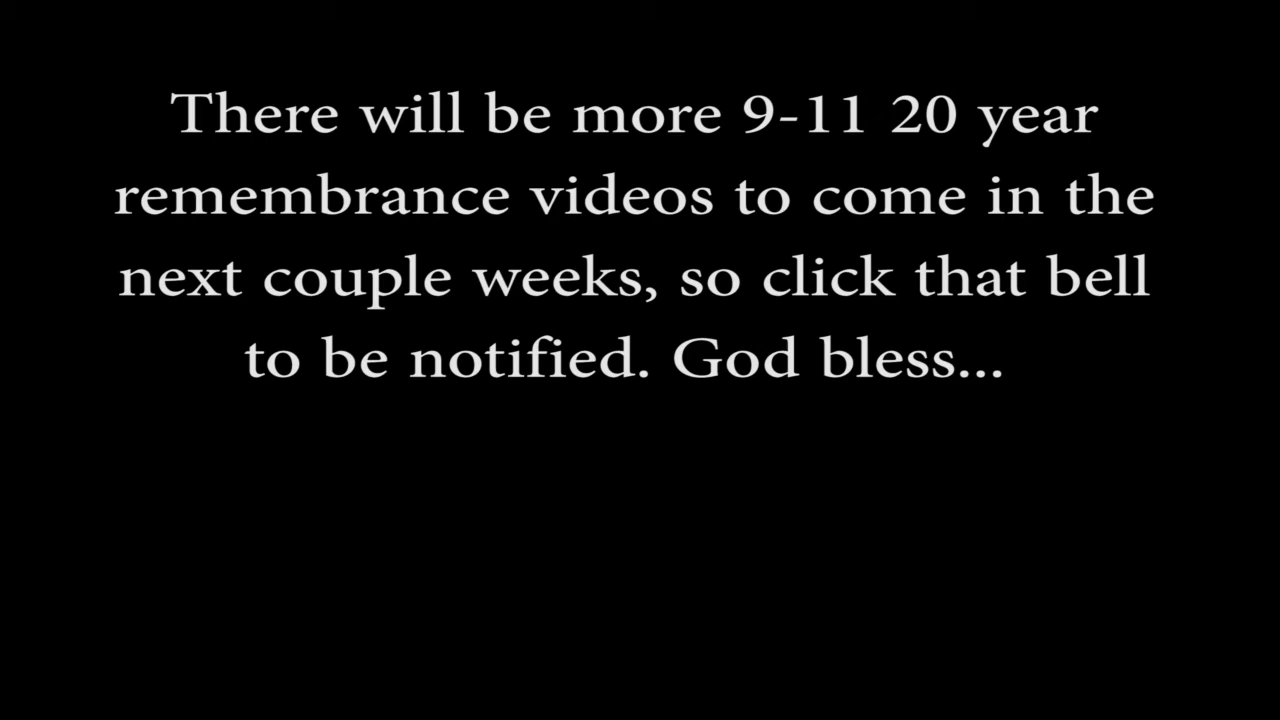 There will be more 9-11 20 year
remembrance videos to come in the
next couple weeks, so click that bell
to be notified. God bless...